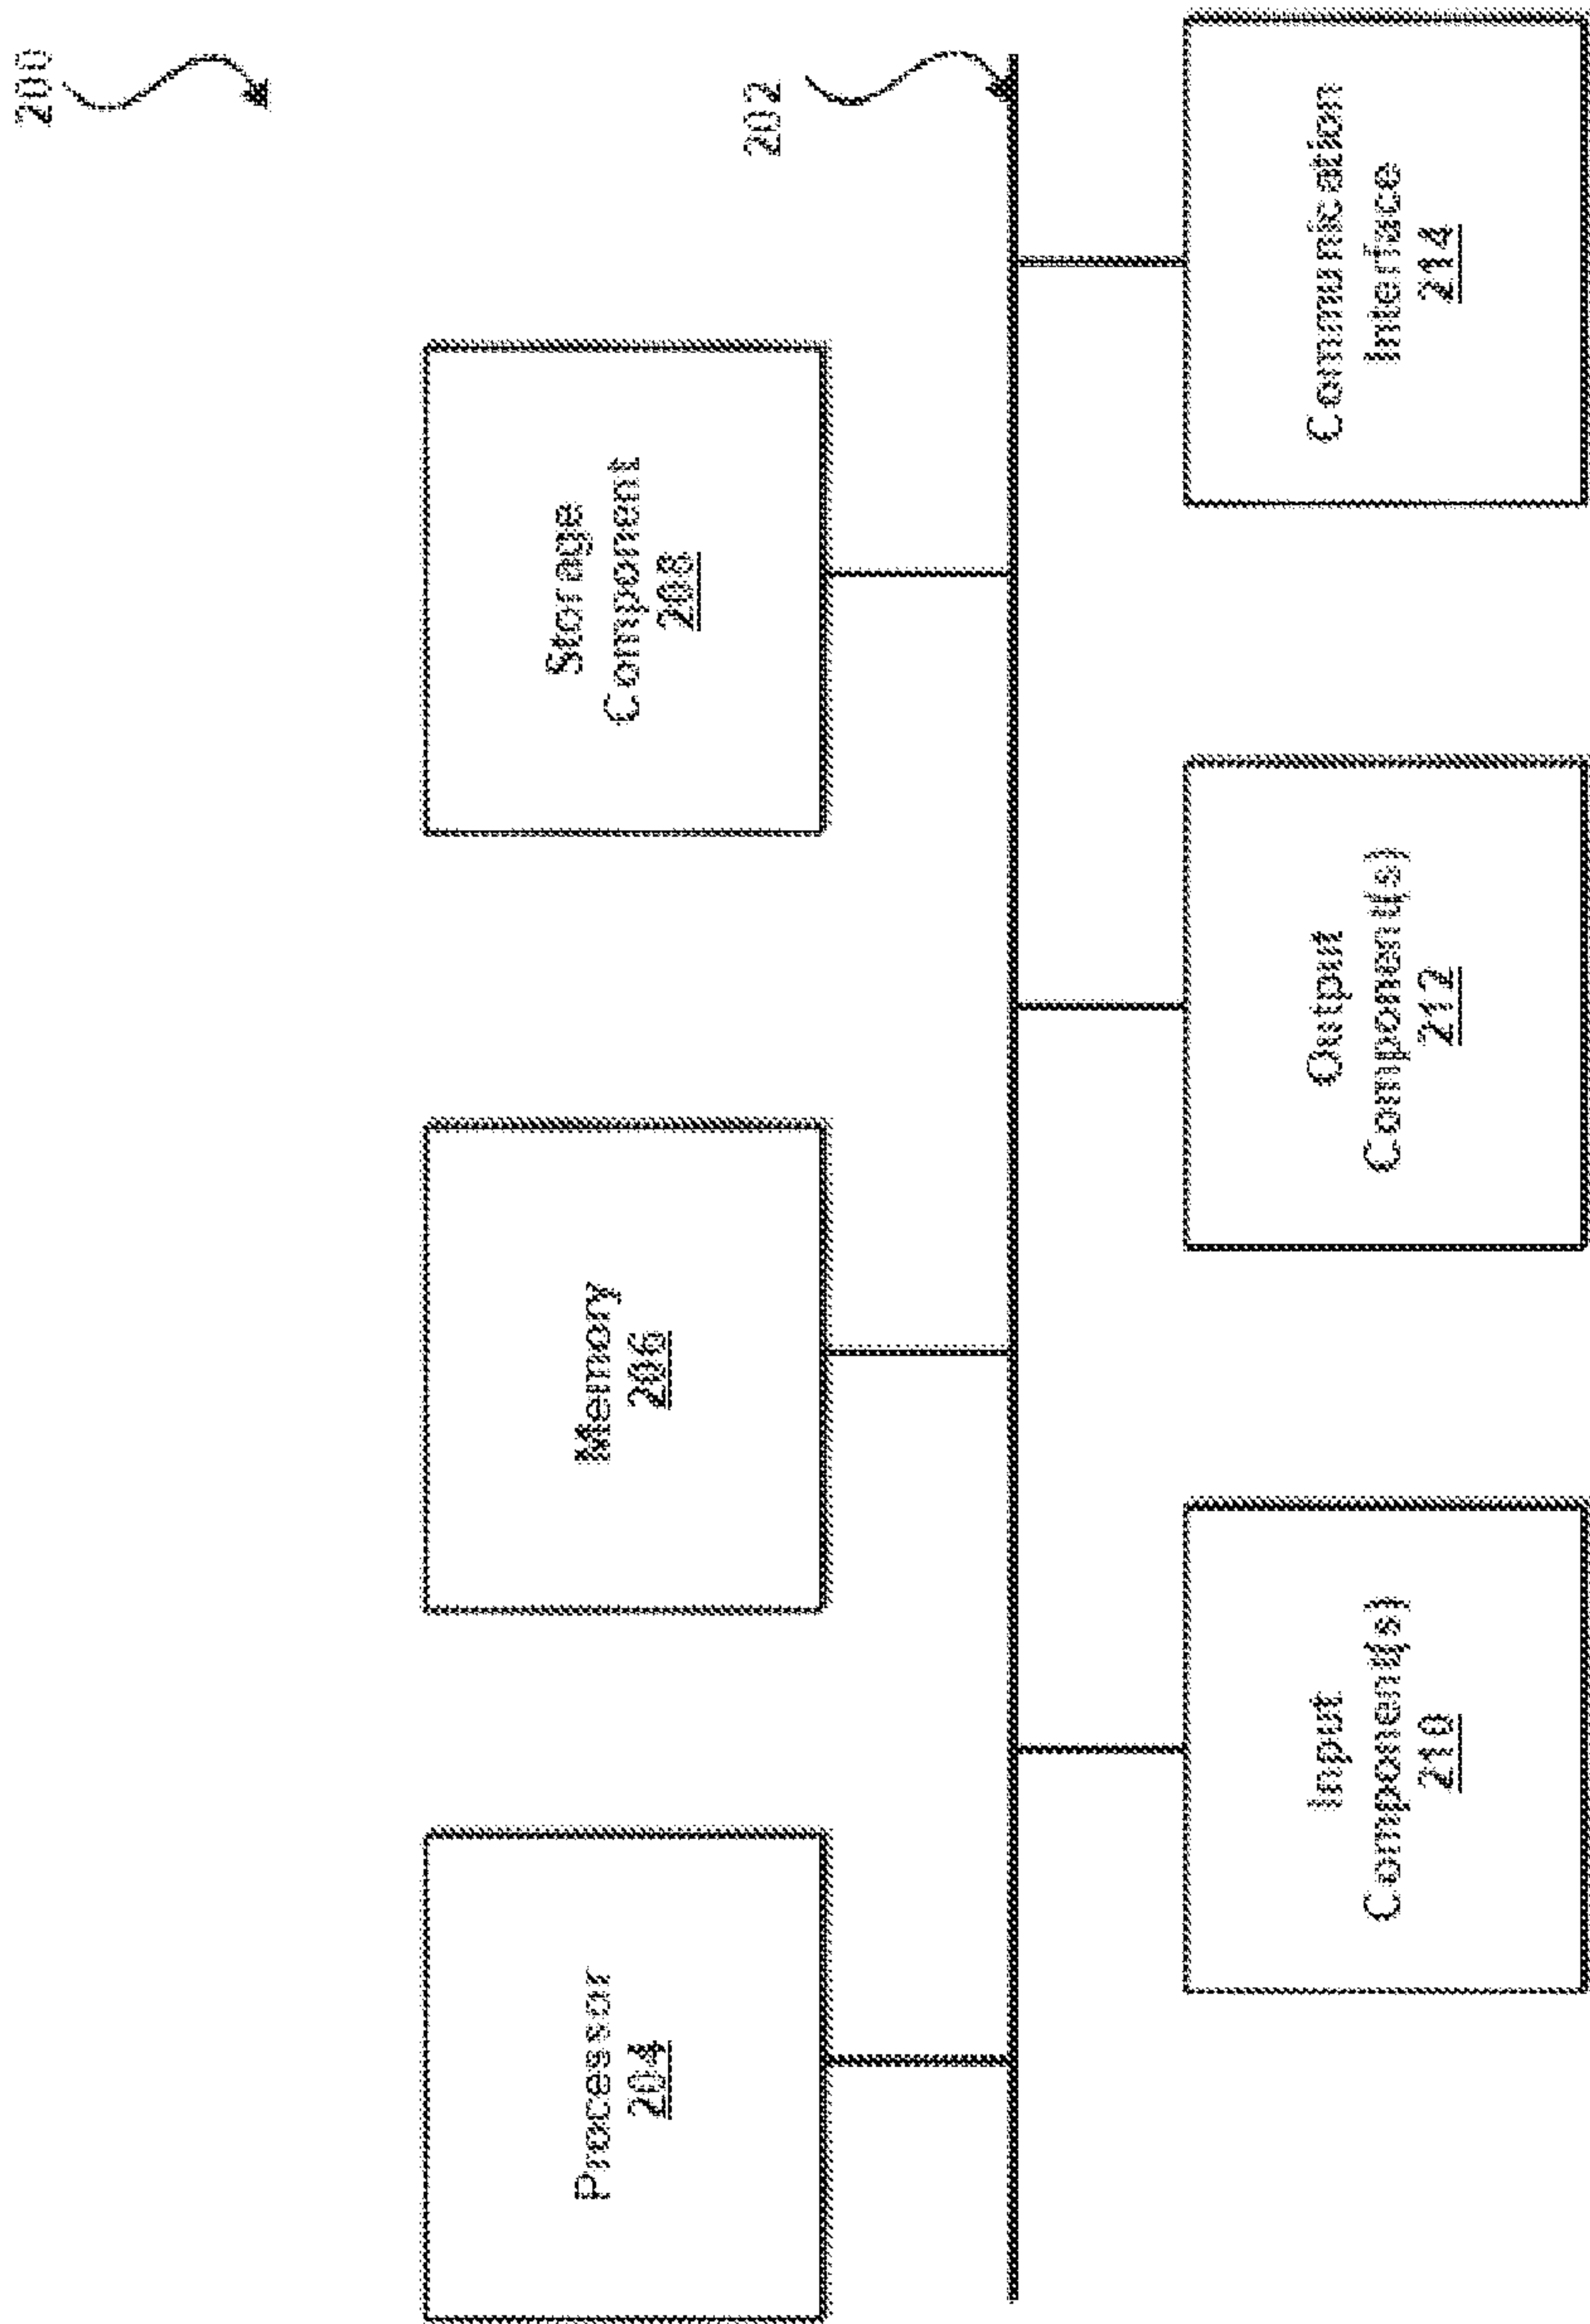 200
202
Processor
204
Memory
206
Storage
Component
208
Input
Component(s)
210
Output
Component(s)
212
Communication
Interface
214